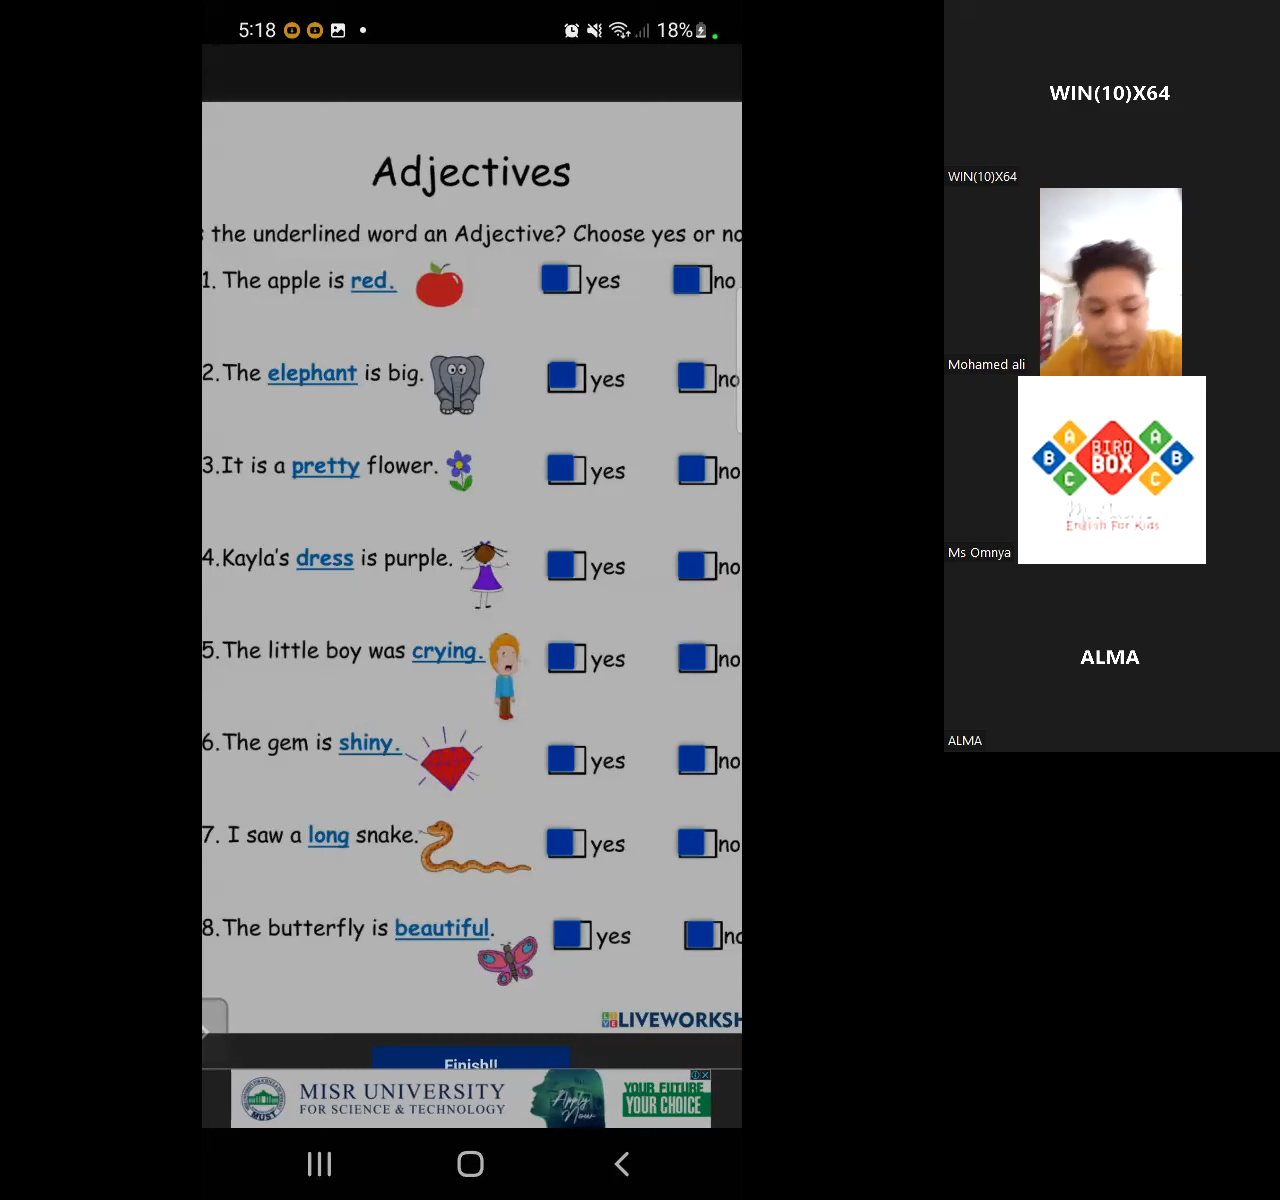 5:18
18%
Adjectives
the underlined word an Adjective? Choose yes or no
1. The apple is red. yes no
2.The elephant is big. yes no
3.It is a pretty flower. yes no
4.Kayla's dress is purple. yes no
5.The little boy was crying. yes no
6.The gem is shiny. yes no
7. I saw a long snake. yes no
8.The butterfly is beautiful. yes no
LIVEWORKSH
Finish!!
MUST
MISR UNIVERSITY
FOR SCIENCE & TECHNOLOGY
Apply
Now
YOUR FUTURE
YOUR CHOICE
WIN(10)X64
WIN(10)X64
Mohamed ali
A A
B BIRD BOX B
C C
English For Kids
Ms Omnya
ALMA
ALMA